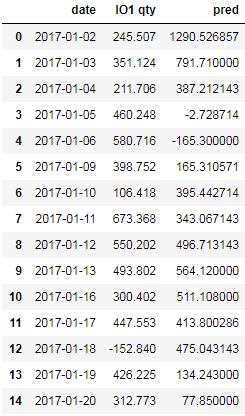 date IO1 qty pred
0 2017-01-02 245.507 1290.526857
1 2017-01-03 351.124 791.710000
2 2017-01-04 211.706 387.212143
3 2017-01-05 460.248 -2.728714
4 2017-01-06 580.716 -165.300000
5 2017-01-09 398.752 165.310571
6 2017-01-10 106.418 395.442714
7 2017-01-11 673.368 343.067143
8 2017-01-12 550.202 496.713143
9 2017-01-13 493.802 564.120000
10 2017-01-16 300.402 511.108000
11 2017-01-17 447.553 413.800286
12 2017-01-18 -152.840 475.043143
13 2017-01-19 426.225 134.243000
14 2017-01-20 312.773 77.850000